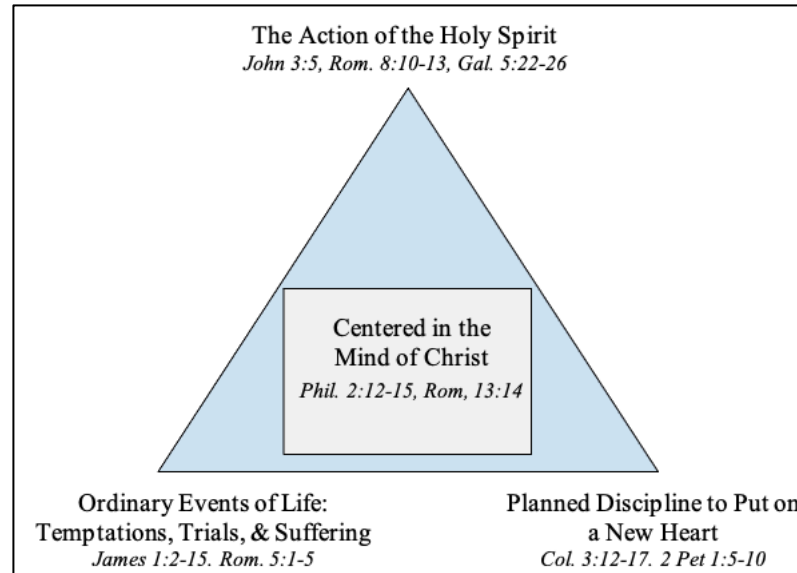 The Action of the Holy Spirit
John 3:5, Rom. 8:10-13, Gal. 5:22-26
Centered in the
Mind of Christ
Phil. 2:12-15, Rom, 13:14
Ordinary Events of Life:
Temptations, Trials, & Suffering
James 1:2-15. Rom. 5:1-5
Planned Discipline to Put on
a New Heart
Col. 3:12-17. 2 Pet 1:5-10